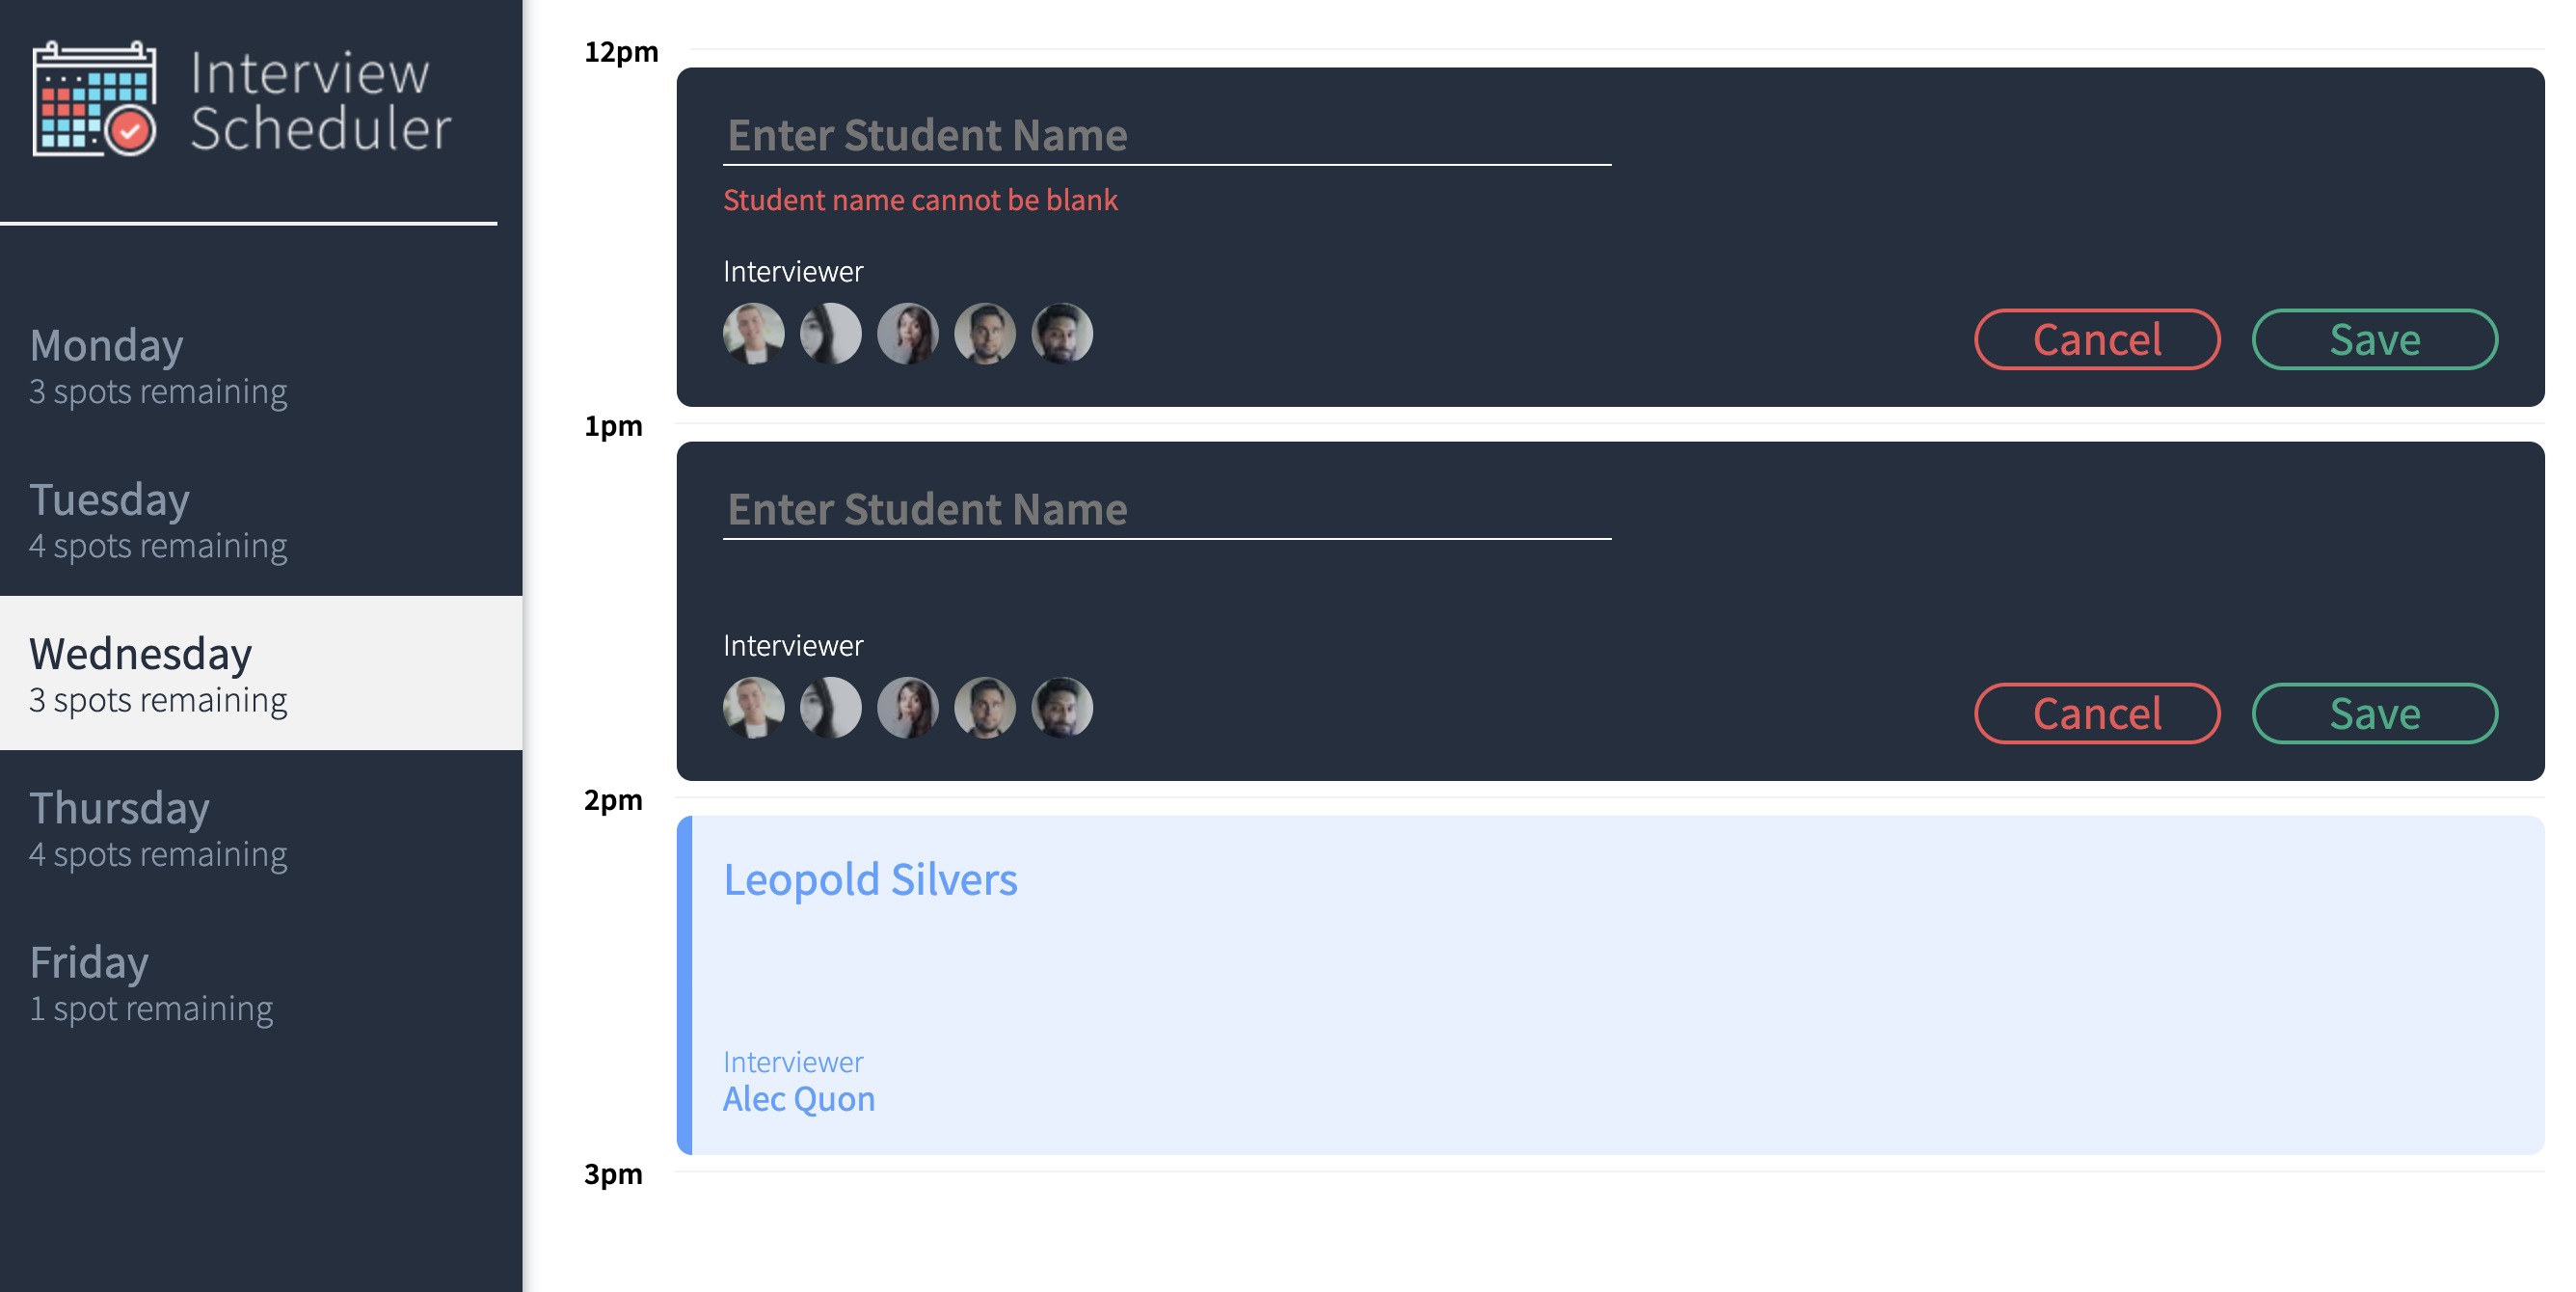 Interview
Scheduler
Monday
3 spots remaining
Tuesday
4 spots remaining
Wednesday
3 spots remaining
Thursday
4 spots remaining
Friday
1 spot remaining
12pm
Enter Student Name
Student name cannot be blank
Interviewer
Cancel
Save
1pm
Enter Student Name
Interviewer
Cancel
Save
2pm
Leopold Silvers
Interviewer
Alec Quon
3pm